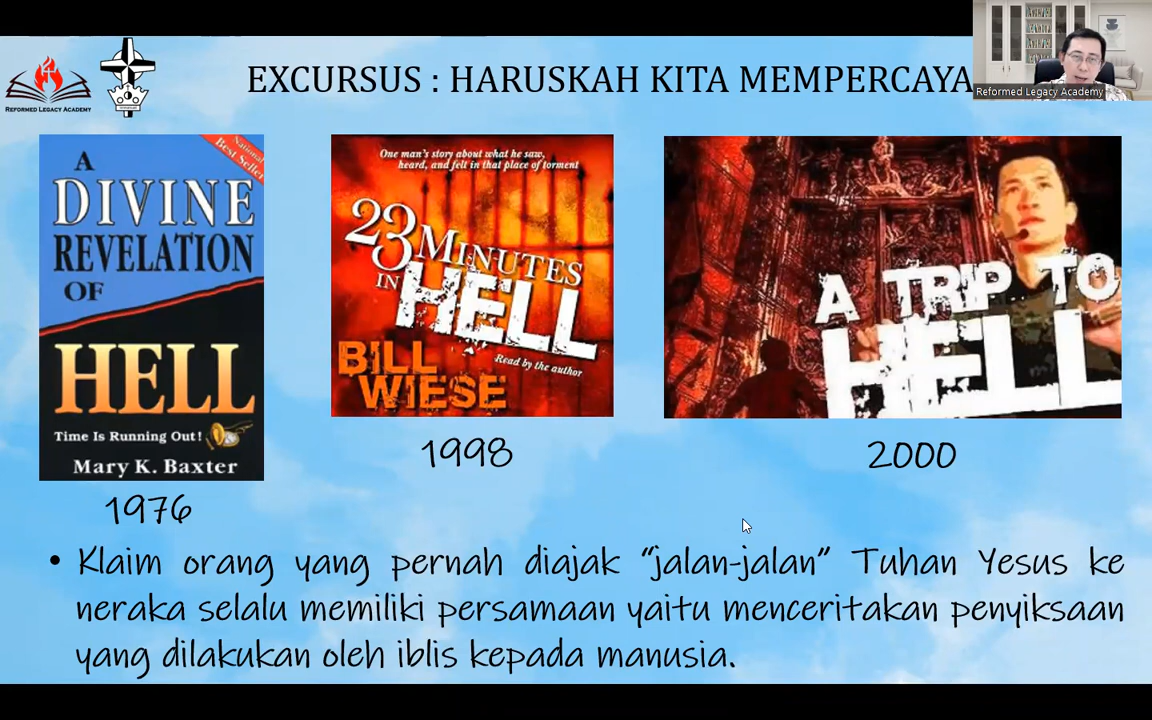 REFORMED LEGACY ACADEMY
EXCURSUS : HARUSKAH KITA MEMPERCAYA
Reformed Legacy Academy
A
DIVINE
REVELATION
OF
HELL
Time Is Running Out!
Mary K. Baxter
National
Best Seller
1976
One man's story about what he saw,
heard, and felt in that place of torment
23 MINUTES
IN HELL
Read by the author
BILL
WIESE
1998
A TRIP TO
HELL
2000
• Klaim orang yang pernah diajak “jalan-jalan” Tuhan Yesus ke
neraka selalu memiliki persamaan yaitu menceritakan penyiksaan
yang dilakukan oleh iblis kepada manusia.